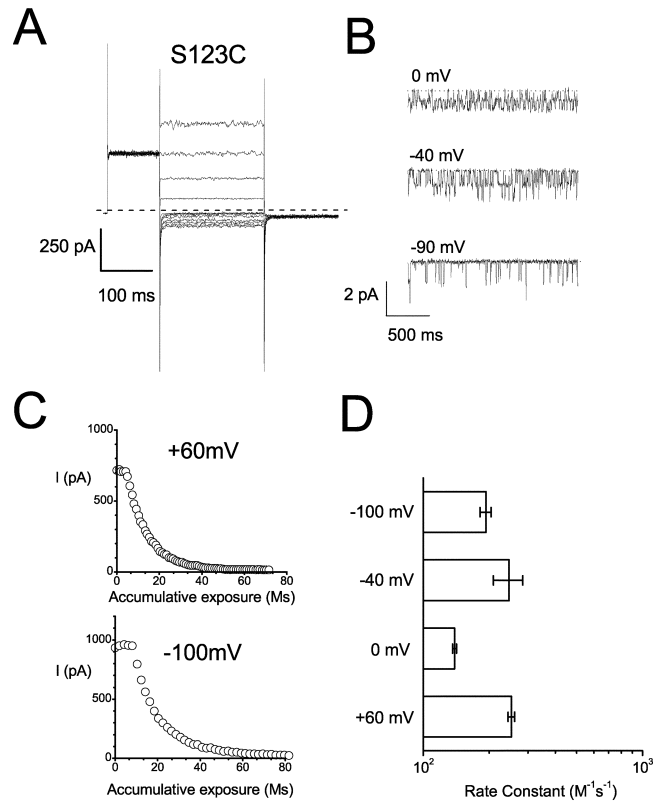 A
S123C
250 pA
100 ms
B
0 mV
-40 mV
-90 mV
2 pA
500 ms
C
+60mV
1000
I (pA)
500
0
0 20 40 60 80
Accumulative exposure (Ms)
-100mV
1000
I (pA)
500
0
0 20 40 60 80
Accumulative exposure (Ms)
D
-100 mV
-40 mV
0 mV
+60 mV
10² 10³
Rate Constant (M⁻¹s⁻¹)